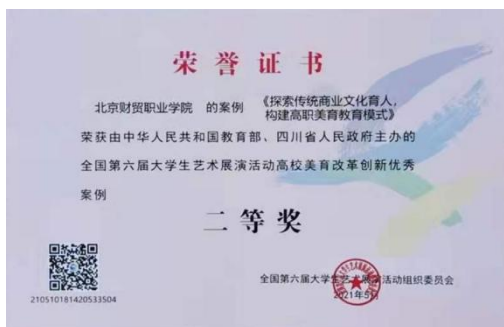 荣誉证书
北京财贸职业学院 的案例 《探索传统商业文化育人,
构建高职美育教育模式》
荣获由中华人民共和国教育部、四川省人民政府主办的
全国第六届大学生艺术展演活动高校美育改革创新优秀
案例
二等奖
全国第六届大学生艺术展演活动组织委员会
2021年5月
210510181420533504